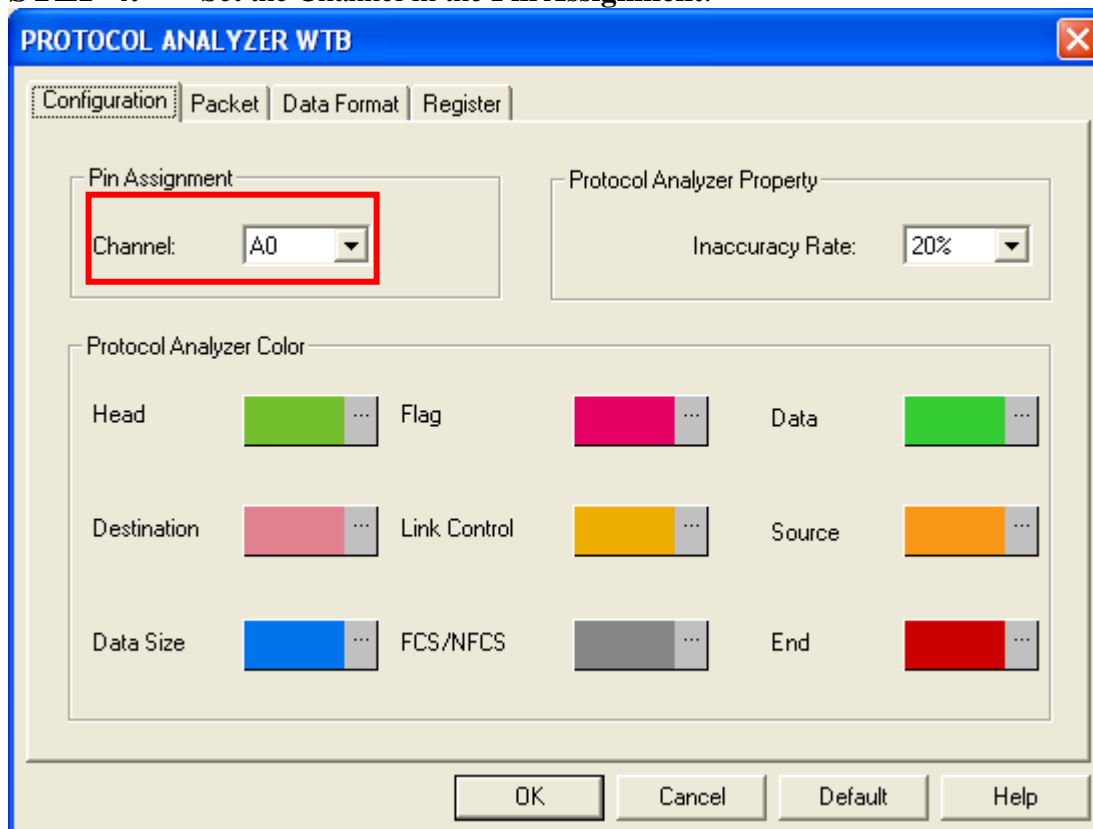 Set the Channel in the Pin Assignment.
PROTOCOL ANALYZER WTB
Configuration Packet Data Format Register
Pin Assignment
Channel: A0
Protocol Analyzer Property
Inaccuracy Rate: 20%
Protocol Analyzer Color
Head ... Flag ... Data ...
Destination ... Link Control ... Source ...
Data Size ... FCS/NFCS ... End ...
OK Cancel Default Help